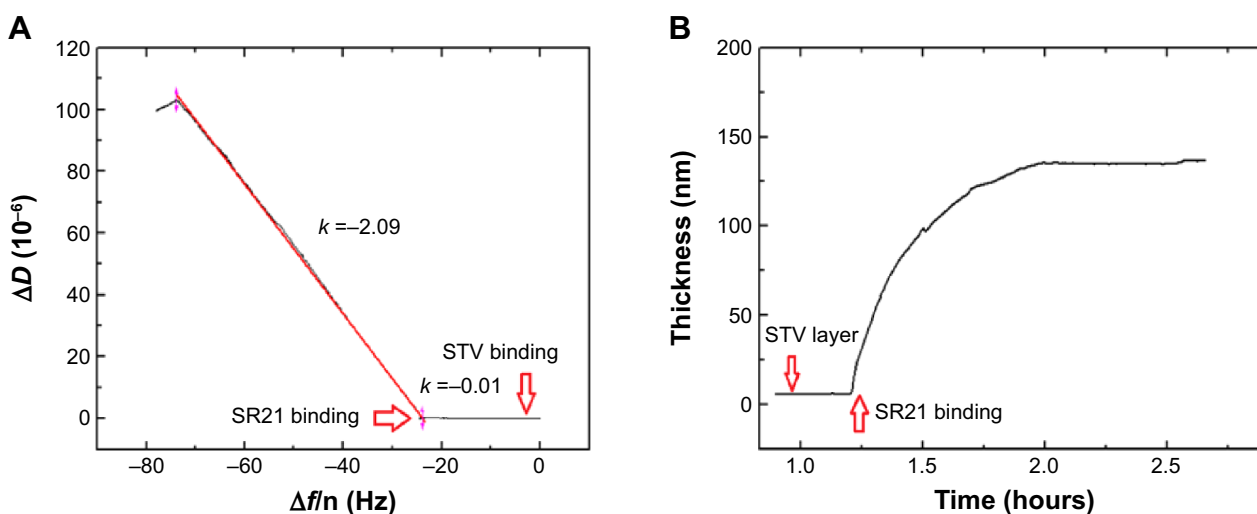 A
120
100
80
60
40
20
0
ΔD (10⁻⁶)
k =–2.09
STV binding
k=–0.01
SR21 binding
–80 –60 –40 –20 0
Δf/n (Hz)
B
200
150
100
50
0
Thickness (nm)
STV layer
SR21 binding
1.0 1.5 2.0 2.5
Time (hours)